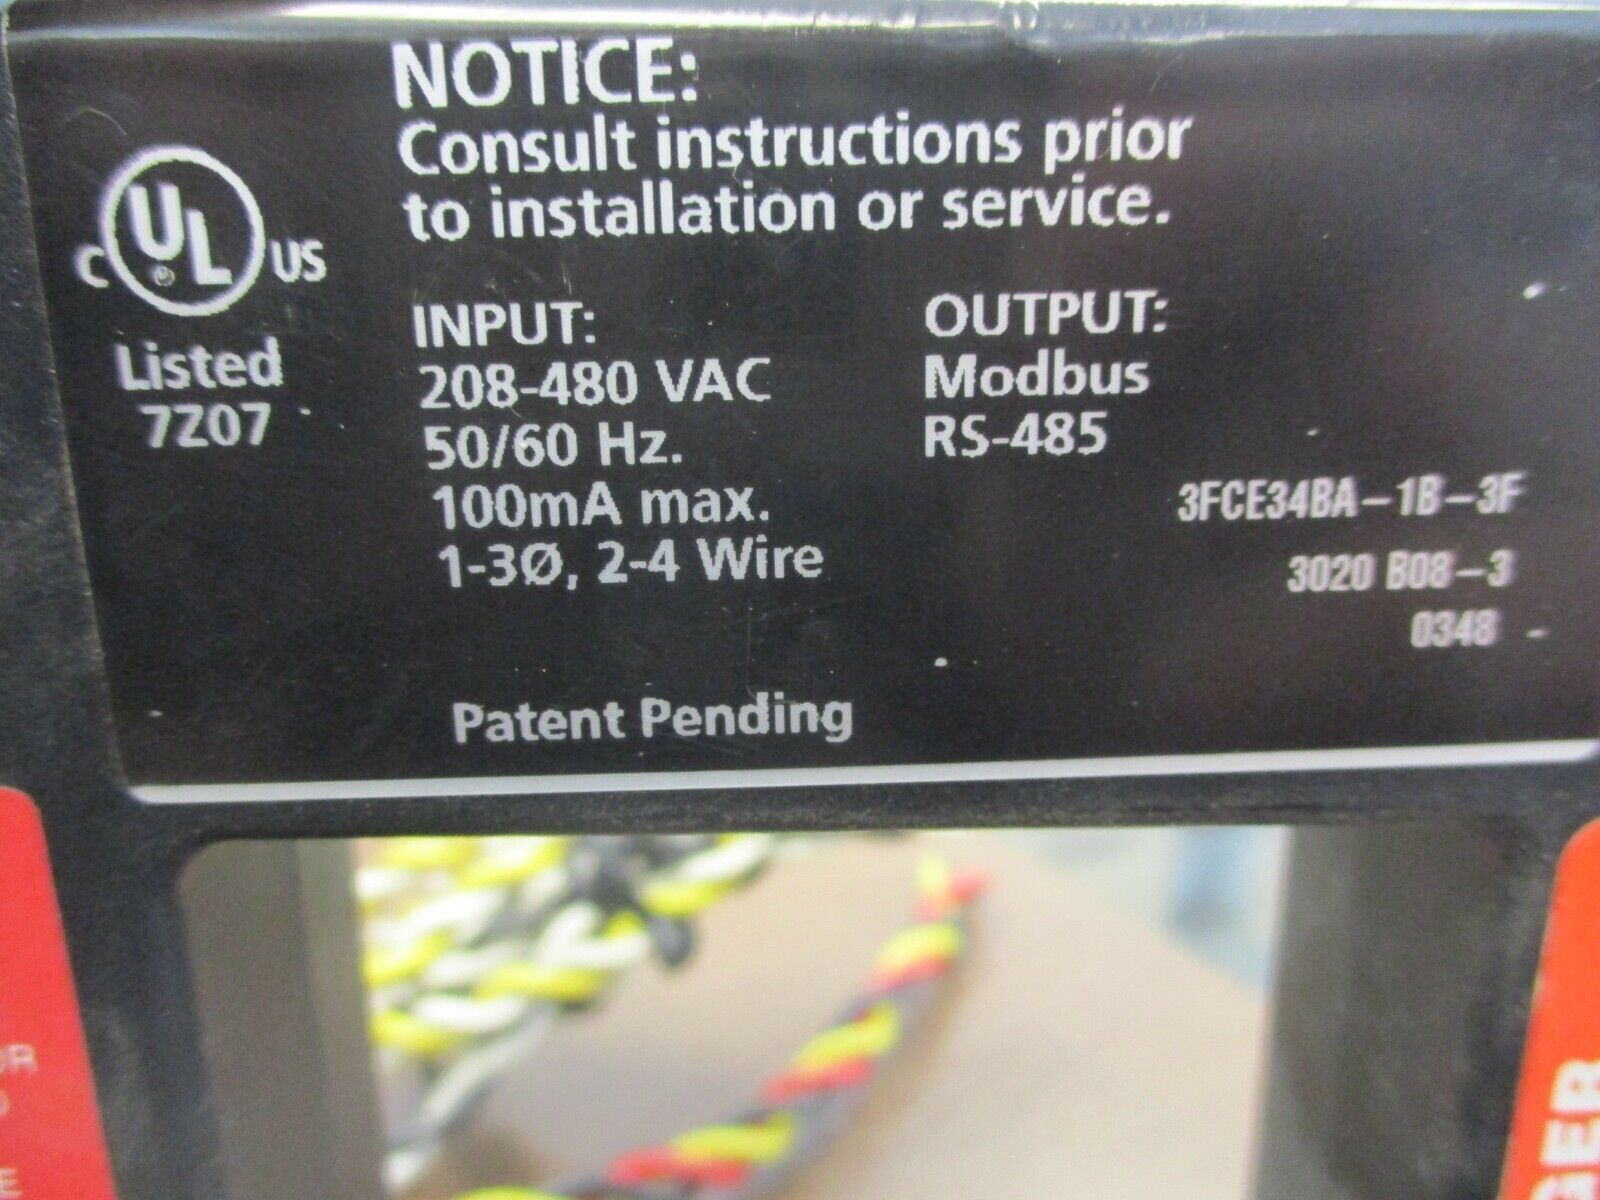 NOTICE:
Consult instructions prior
to installation or service.
C UL US
Listed
7Z07
INPUT:
208-480 VAC
50/60 Hz.
100mA max.
1-3Ø, 2-4 Wire
OUTPUT:
Modbus
RS-485
3FCE34BA-1B-3F
3020 B08-3
0348 -
Patent Pending
OR
E
GER